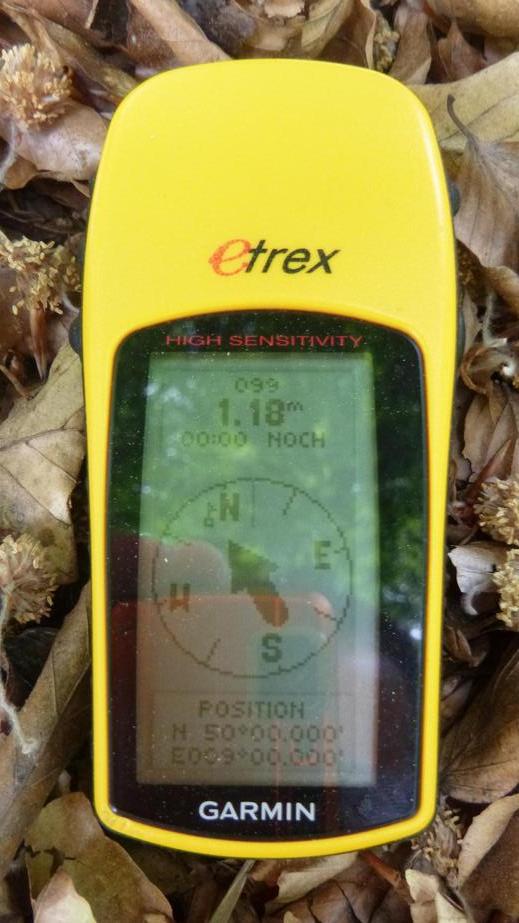 etrex
HIGH SENSITIVITY
099
1.18m
00:00 NOCH
N
E
W
S
POSITION
N 50°00.000'
E009°00.000'
GARMIN